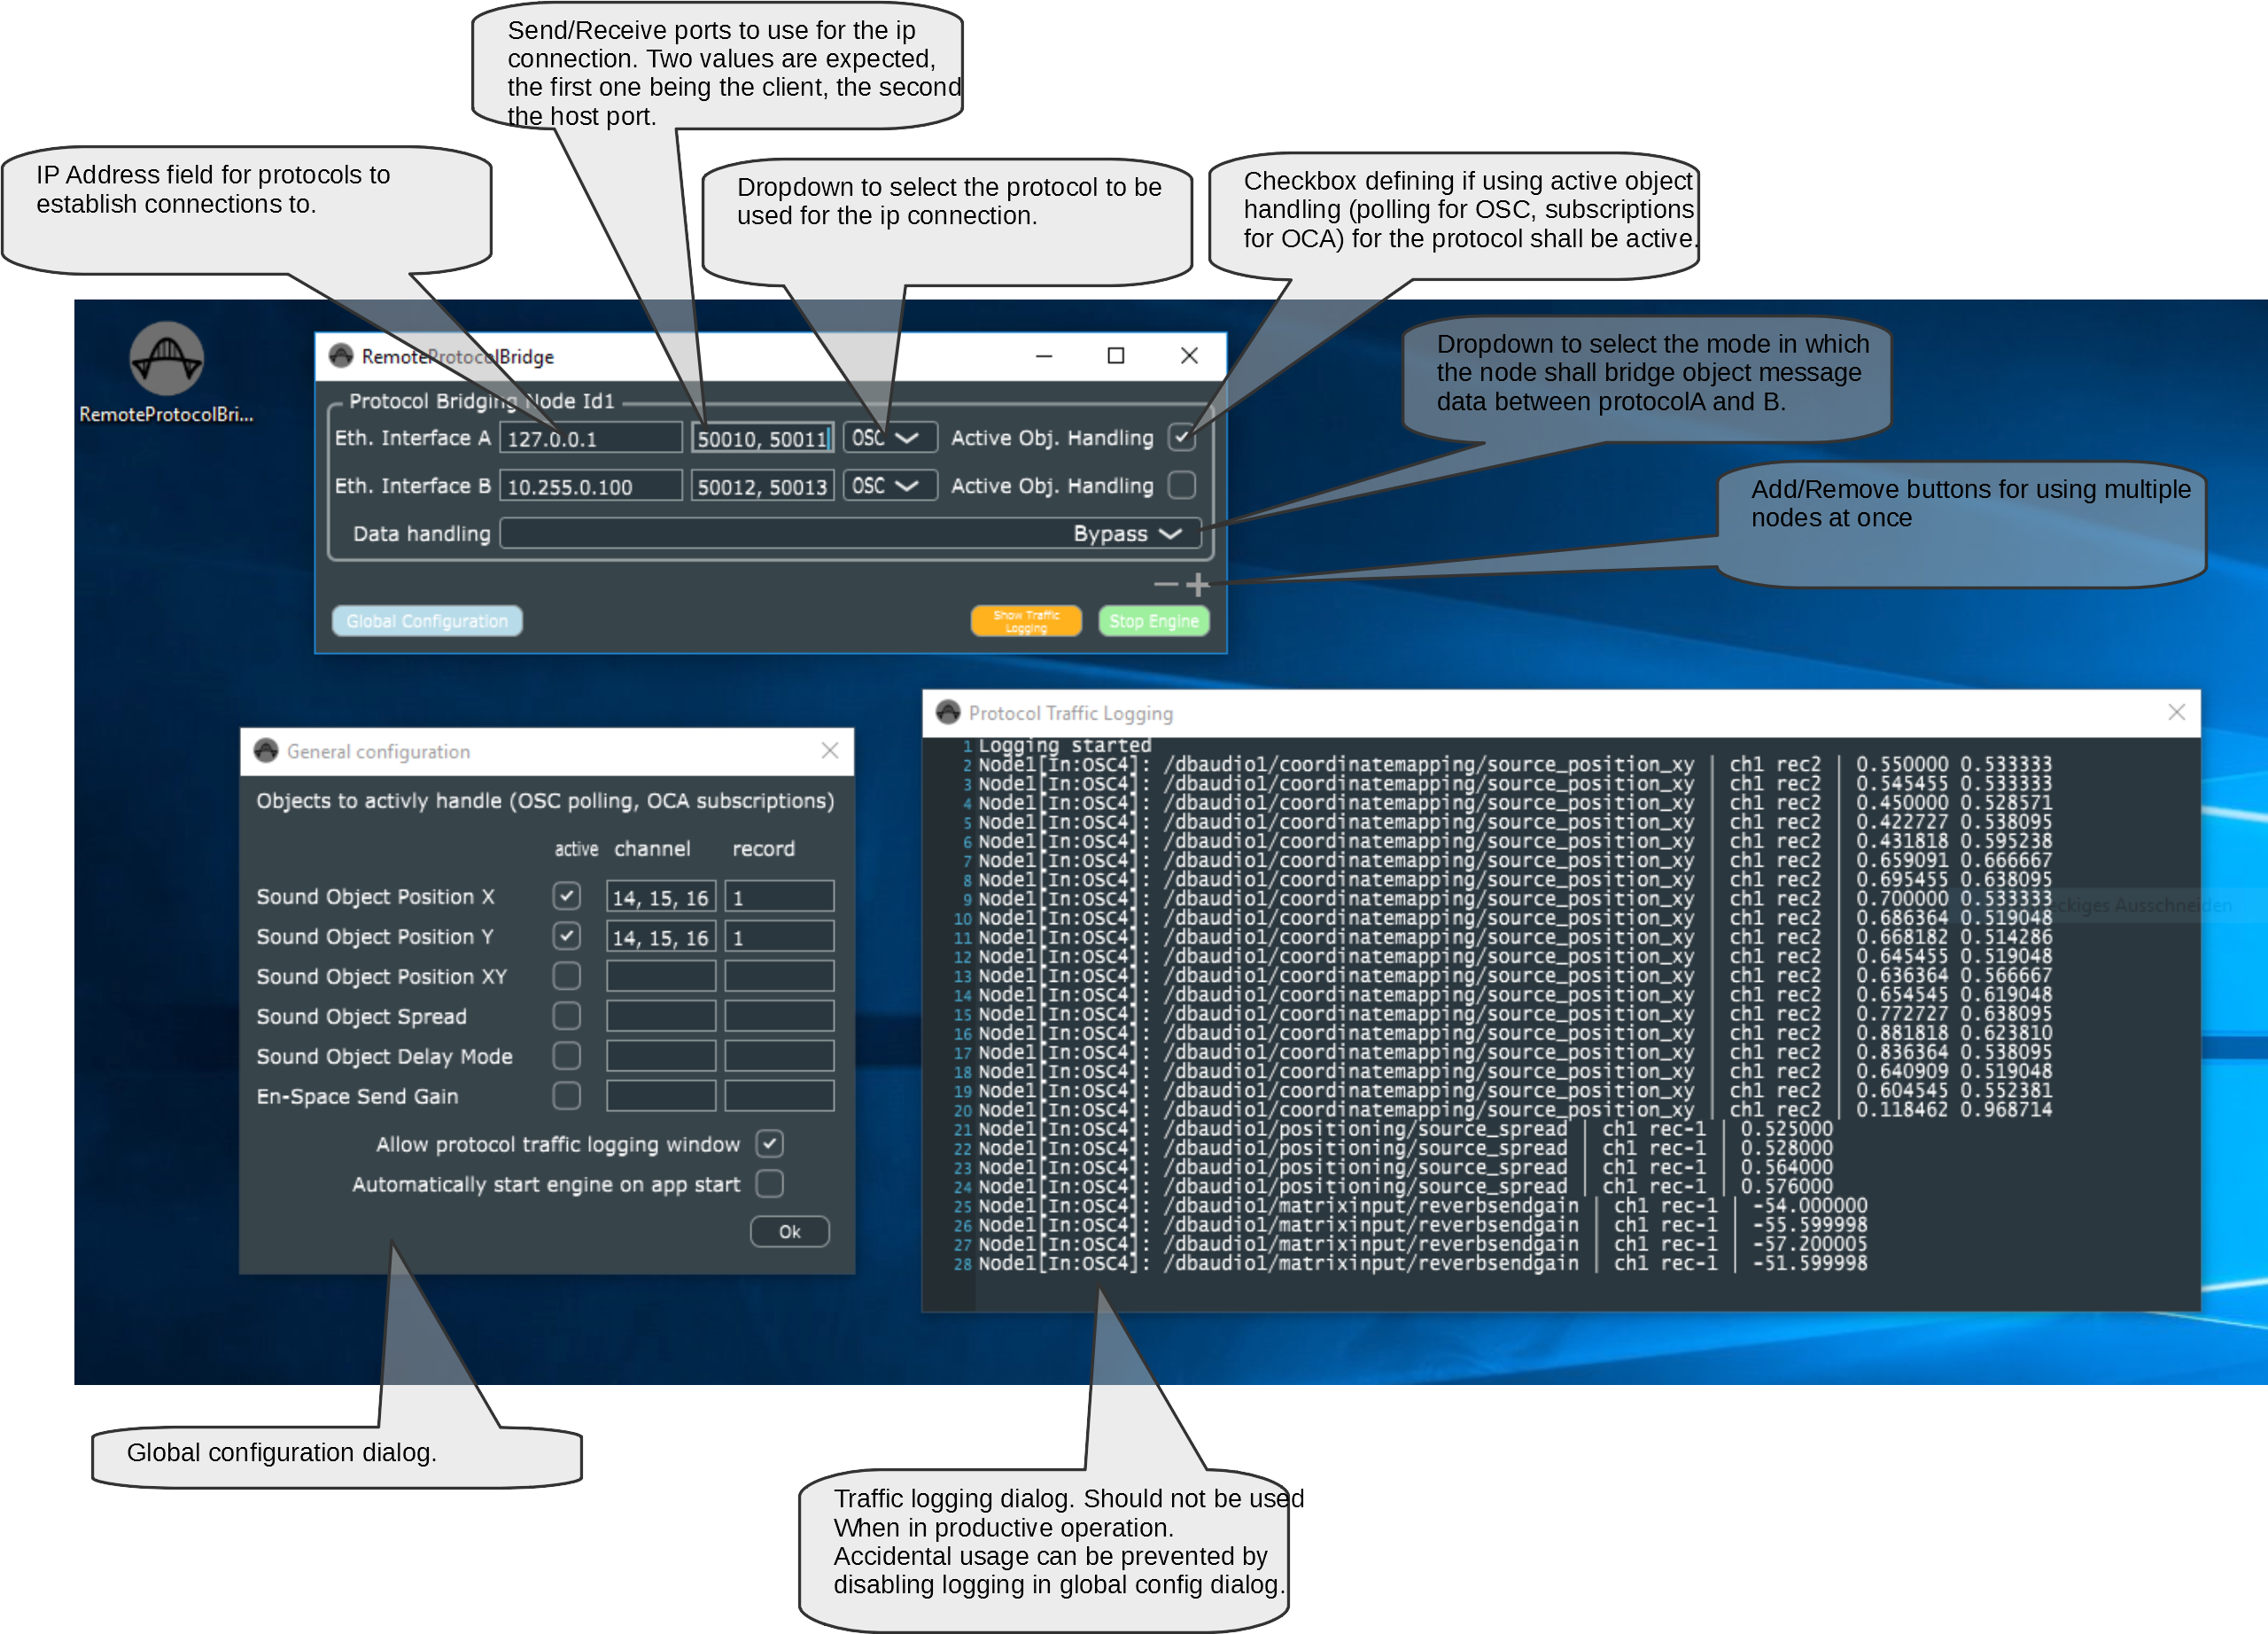 Send/Receive ports to use for the ip
connection. Two values are expected,
the first one being the client, the second
the host port.
IP Address field for protocols to
establish connections to.
Dropdown to select the protocol to be
used for the ip connection.
Checkbox defining if using active object
handling (polling for OSC, subscriptions
for OCA) for the protocol shall be active.
Dropdown to select the mode in which
the node shall bridge object message
data between protocolA and B.
Add/Remove buttons for using multiple
nodes at once
RemoteProtocolBri...
RemoteProtocolBridge
Protocol Bridging Node Id1
Eth. Interface A 127.0.0.1 50010, 50011 OSC Active Obj. Handling
Eth. Interface B 10.255.0.100 50012, 50013 OSC Active Obj. Handling
Data handling Bypass
Global Configuration
Show Traffic
Logging
Stop Engine
General configuration
Objects to activly handle (OSC polling, OCA subscriptions)
active channel record
Sound Object Position X 14, 15, 16 1
Sound Object Position Y 14, 15, 16 1
Sound Object Position XY
Sound Object Spread
Sound Object Delay Mode
En-Space Send Gain
Allow protocol traffic logging window
Automatically start engine on app start
Ok
Protocol Traffic Logging
1 Logging started
2 Node1[In:OSC4]: /dbaudio1/coordinatemapping/source_position_xy | ch1 rec2 | 0.550000 0.533333
3 Node1[In:OSC4]: /dbaudio1/coordinatemapping/source_position_xy | ch1 rec2 | 0.545455 0.533333
4 Node1[In:OSC4]: /dbaudio1/coordinatemapping/source_position_xy | ch1 rec2 | 0.450000 0.528571
5 Node1[In:OSC4]: /dbaudio1/coordinatemapping/source_position_xy | ch1 rec2 | 0.422727 0.538095
6 Node1[In:OSC4]: /dbaudio1/coordinatemapping/source_position_xy | ch1 rec2 | 0.431818 0.595238
7 Node1[In:OSC4]: /dbaudio1/coordinatemapping/source_position_xy | ch1 rec2 | 0.659091 0.666667
8 Node1[In:OSC4]: /dbaudio1/coordinatemapping/source_position_xy | ch1 rec2 | 0.695455 0.638095
9 Node1[In:OSC4]: /dbaudio1/coordinatemapping/source_position_xy | ch1 rec2 | 0.700000 0.533333
10 Node1[In:OSC4]: /dbaudio1/coordinatemapping/source_position_xy | ch1 rec2 | 0.686364 0.519048
11 Node1[In:OSC4]: /dbaudio1/coordinatemapping/source_position_xy | ch1 rec2 | 0.668182 0.514286
12 Node1[In:OSC4]: /dbaudio1/coordinatemapping/source_position_xy | ch1 rec2 | 0.645455 0.519048
13 Node1[In:OSC4]: /dbaudio1/coordinatemapping/source_position_xy | ch1 rec2 | 0.636364 0.566667
14 Node1[In:OSC4]: /dbaudio1/coordinatemapping/source_position_xy | ch1 rec2 | 0.654545 0.619048
15 Node1[In:OSC4]: /dbaudio1/coordinatemapping/source_position_xy | ch1 rec2 | 0.772727 0.638095
16 Node1[In:OSC4]: /dbaudio1/coordinatemapping/source_position_xy | ch1 rec2 | 0.881818 0.623810
17 Node1[In:OSC4]: /dbaudio1/coordinatemapping/source_position_xy | ch1 rec2 | 0.836364 0.538095
18 Node1[In:OSC4]: /dbaudio1/coordinatemapping/source_position_xy | ch1 rec2 | 0.640909 0.519048
19 Node1[In:OSC4]: /dbaudio1/coordinatemapping/source_position_xy | ch1 rec2 | 0.604545 0.552381
20 Node1[In:OSC4]: /dbaudio1/coordinatemapping/source_position_xy | ch1 rec2 | 0.118462 0.968714
21 Node1[In:OSC4]: /dbaudio1/positioning/source_spread | ch1 rec-1 | 0.525000
22 Node1[In:OSC4]: /dbaudio1/positioning/source_spread | ch1 rec-1 | 0.528000
23 Node1[In:OSC4]: /dbaudio1/positioning/source_spread | ch1 rec-1 | 0.564000
24 Node1[In:OSC4]: /dbaudio1/positioning/source_spread | ch1 rec-1 | 0.576000
25 Node1[In:OSC4]: /dbaudio1/matrixinput/reverbsendgain | ch1 rec-1 | -54.000000
26 Node1[In:OSC4]: /dbaudio1/matrixinput/reverbsendgain | ch1 rec-1 | -55.599998
27 Node1[In:OSC4]: /dbaudio1/matrixinput/reverbsendgain | ch1 rec-1 | -57.200005
28 Node1[In:OSC4]: /dbaudio1/matrixinput/reverbsendgain | ch1 rec-1 | -51.599998
Ausschneiden
Global configuration dialog.
Traffic logging dialog. Should not be used
When in productive operation.
Accidental usage can be prevented by
disabling logging in global config dialog.